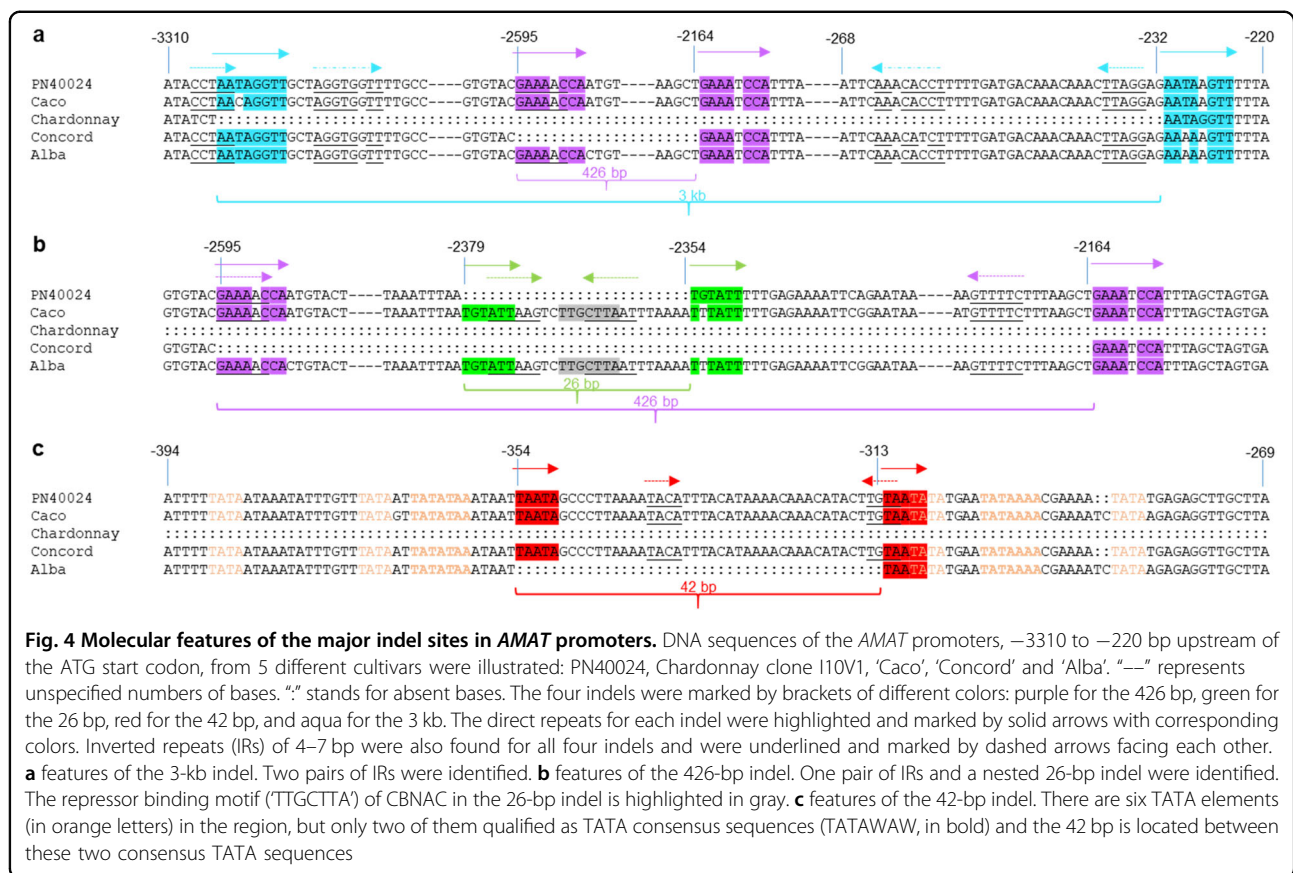 a
-3310 -2595 -2164 -268 -232 -220
PN40024 ATACCTAATAGGTTGCTAGGTGGTTTTGCC----GTGTACGAAAACCAATGT----AAGCTGAAATCCATTTA----ATTCAAACACCTTTTTGATGACAAACAAACTTAGGAGAATAAGTTTTTA
Caco ATACCTAACAGGTTGCTAGGTGGTTTTGCC----GTGTACGAAAACCAATGT----AAGCTGAAATCCATTTA----ATTCAAACACCTTTTTGATGACAAACAAACTTAGGAGAATAAGTTTTTA
Chardonnay ATATCT::::::::::::::::::::::::::::::::::::::::::::::::::::::::::::::::::::::::::::::::::::::::::::::::::::::::::::AATAGGTTTTTA
Concord ATACCTAATAGGTTGCTAGGTGGTTTTGCC----GTGTAC:::::::::::::::::::::GAAATCCATTTA----ATTCAAACATCTTTTTGATGACAAACAAACTTAGGAGAAAAAGTTTTTA
Alba ATACCTAATAGGTTGCTAGGTGGTTTTGCC----GTGTACGAAAACCACTGT----AAGCTGAAATCCATTTA----ATTCAAACACCTTTTTGATGACAAACAAACTTAGGAGAAAAAGTTTTTA
426 bp
3 kb
b
-2595 -2379 -2354 -2164
PN40024 GTGTACGAAAACCAATGTACT----TAAATTTAA::::::::::::::::::::::::::TGTATTTTTGAGAAAATTCAGAATAA----AAGTTTTCTTTAAGCTGAAATCCATTTAGCTAGTGA
Caco GTGTACGAAAACCAATGTACT----TAAATTTAATGTATTAAGTCTTGCTTAATTTAAAATTTATTTTTGAGAAAATTCGGAATAA----ATGTTTTCTTTAAGCTGAAATCCATTTAGCTAGTGA
Chardonnay ::::::::::::::::::::::::::::::::::::::::::::::::::::::::::::::::::::::::::::::::::::::::::::::::::::::::::::::::::::::::::::::
Concord GTGTAC::::::::::::::::::::::::::::::::::::::::::::::::::::::::::::::::::::::::::::::::::::::::::::::::::::GAAATCCATTTAGCTAGTGA
Alba GTGTACGAAAACCACTGTACT----TAAATTTAATGTATTAAGTCTTGCTTAATTTAAAATTTATTTTTGAGAAAATTCGGAATAA----AAGTTTTCTTTAAGCTGAAATCCATTTAGCTAGTGA
26 bp
426 bp
c
-394 -354 -313 -269
PN40024 ATTTTTATAATAAATATTTGTTTATAATTATATAAATAATTAATAGCCCTTAAAATACATTTACATAAAACAAACATACTTGTAATATATGAATATAAAACGAAAA::TATATGAGAGCTTGCTTA
Caco ATTTTTATAATAAATATTTGTTTATAGTTATATAAATAATTAATAGCCCTTAAAATACATTTACATAAAACAAACATACTTGTAATATATGAATATAAAACGAAAATCTATAAGAGAGGTTGCTTA
Chardonnay ::::::::::::::::::::::::::::::::::::::::::::::::::::::::::::::::::::::::::::::::::::::::::::::::::::::::::::::::::::::::::::::
Concord ATTTTTATAATAAATATTTGTTTATAATTATATAAATAATTAATAGCCCTTAAAATACATTTACATAAAACAAACATACTTGTAATATATGAATATAAAACGAAAA::TATATGAGAGCTTGCTTA
Alba ATTTTTATAATAAATATTTGTTTATAATTATATAAATAAT::::::::::::::::::::::::::::::::::::::::::TAATATATGAATATAAAACGAAAATCTATAAGAGAGGTTGCTTA
42 bp
Fig. 4 Molecular features of the major indel sites in AMAT promoters. DNA sequences of the AMAT promoters, −3310 to −220 bp upstream of
the ATG start codon, from 5 different cultivars were illustrated: PN40024, Chardonnay clone I10V1, ‘Caco’, ‘Concord’ and ‘Alba’. “––” represents
unspecified numbers of bases. “:” stands for absent bases. The four indels were marked by brackets of different colors: purple for the 426 bp, green for
the 26 bp, red for the 42 bp, and aqua for the 3 kb. The direct repeats for each indel were highlighted and marked by solid arrows with corresponding
colors. Inverted repeats (IRs) of 4–7 bp were also found for all four indels and were underlined and marked by dashed arrows facing each other.
a features of the 3-kb indel. Two pairs of IRs were identified. b features of the 426-bp indel. One pair of IRs and a nested 26-bp indel were identified.
The repressor binding motif (‘TTGCTTA’) of CBNAC in the 26-bp indel is highlighted in gray. c features of the 42-bp indel. There are six TATA elements
(in orange letters) in the region, but only two of them qualified as TATA consensus sequences (TATAWAW, in bold) and the 42 bp is located between
these two consensus TATA sequences